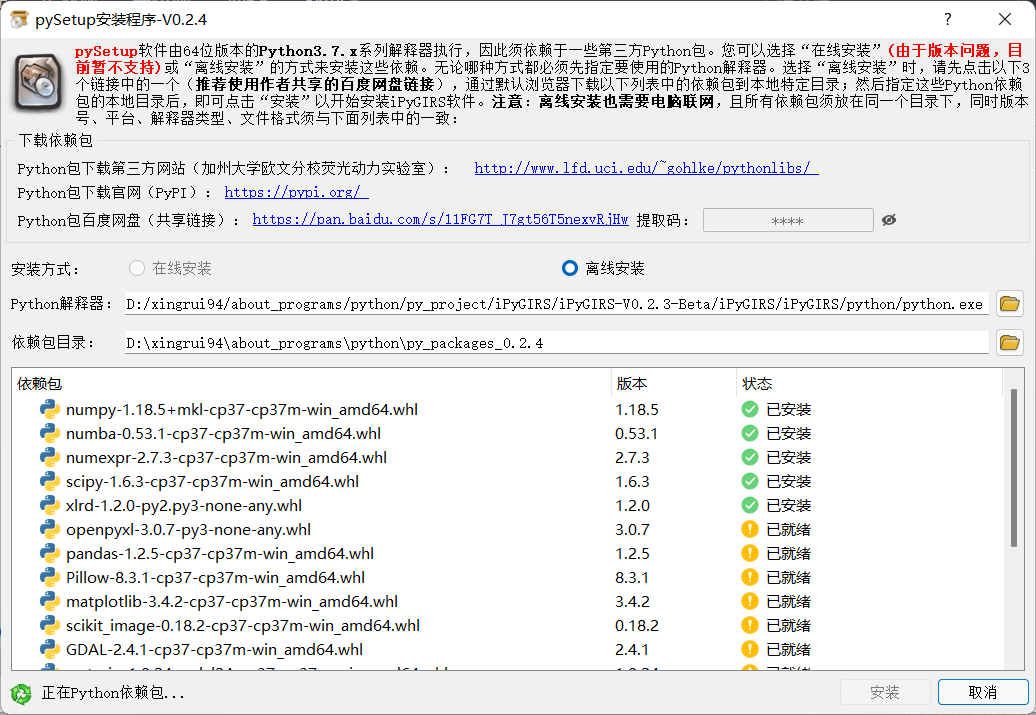 pySetup安装程序-V0.2.4
pySetup软件由64位版本的Python3.7.x系列解释器执行，因此须依赖于一些第三方Python包。您可以选择“在线安装”(由于版本问题，目
前暂不支持)或“离线安装”的方式来安装这些依赖。无论哪种方式都必须先指定要使用的Python解释器。选择“离线安装”时，请先点击以下3
个链接中的一个（推荐使用作者共享的百度网盘链接），通过默认浏览器下载以下列表中的依赖包到本地特定目录；然后指定这些Python依赖
包的本地目录后，即可点击“安装”以开始安装iPyGIRS软件。注意：离线安装也需要电脑联网，且所有依赖包须放在同一个目录下，同时版本
号、平台、解释器类型、文件格式须与下面列表中的一致：
下载依赖包
Python包下载第三方网站（加州大学欧文分校荧光动力实验室）： http://www.lfd.uci.edu/~gohlke/pythonlibs/
Python包下载官网（PyPI）： https://pypi.org/
Python包百度网盘（共享链接）： https://pan.baidu.com/s/11FG7T_J7gt56T5nexvRjHw 提取码： ****
安装方式： 在线安装 离线安装
Python解释器： D:/xingrui94/about_programs/python/py_project/iPyGIRS/iPyGIRS-V0.2.3-Beta/iPyGIRS/iPyGIRS/python/python.exe
依赖包目录： D:\xingrui94\about_programs\python\py_packages_0.2.4
依赖包 版本 状态
numpy-1.18.5+mkl-cp37-cp37m-win_amd64.whl 1.18.5 已安装
numba-0.53.1-cp37-cp37m-win_amd64.whl 0.53.1 已安装
numexpr-2.7.3-cp37-cp37m-win_amd64.whl 2.7.3 已安装
scipy-1.6.3-cp37-cp37m-win_amd64.whl 1.6.3 已安装
xlrd-1.2.0-py2.py3-none-any.whl 1.2.0 已安装
openpyxl-3.0.7-py3-none-any.whl 3.0.7 已就绪
pandas-1.2.5-cp37-cp37m-win_amd64.whl 1.2.5 已就绪
Pillow-8.3.1-cp37-cp37m-win_amd64.whl 8.3.1 已就绪
matplotlib-3.4.2-cp37-cp37m-win_amd64.whl 3.4.2 已就绪
scikit_image-0.18.2-cp37-cp37m-win_amd64.whl 0.18.2 已就绪
GDAL-2.4.1-cp37-cp37m-win_amd64.whl 2.4.1 已就绪
正在Python依赖包... 安装 取消